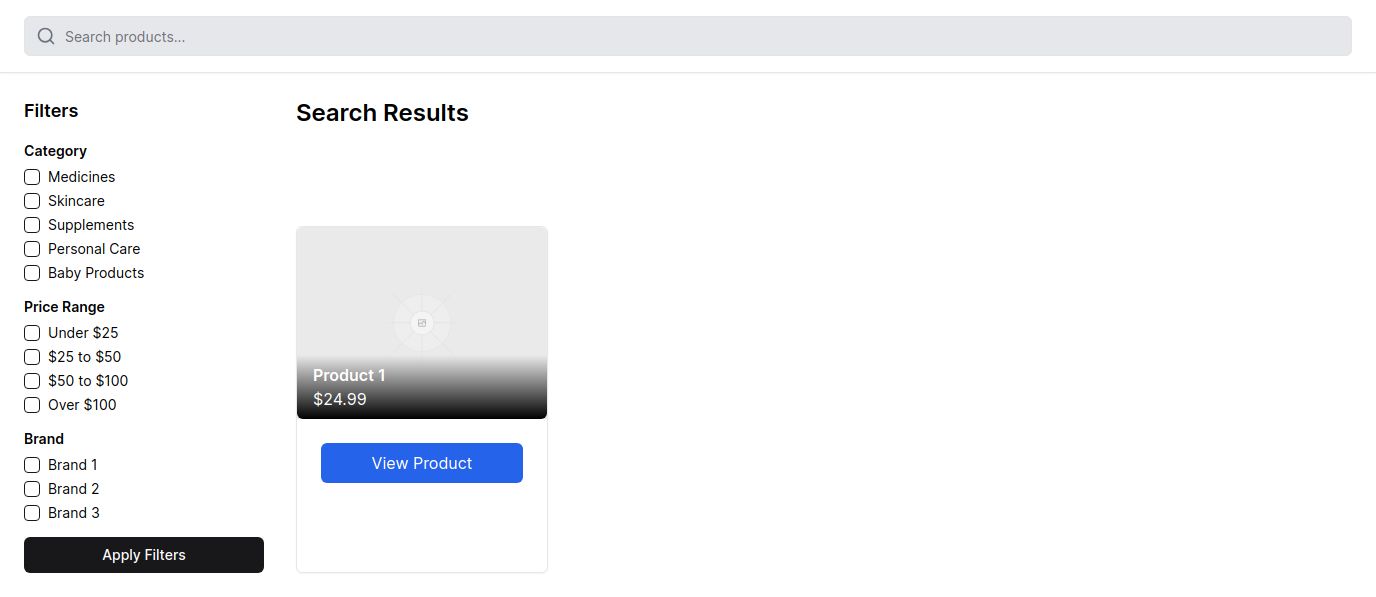 Search products...
Filters
Category
Medicines
Skincare
Supplements
Personal Care
Baby Products
Price Range
Under $25
$25 to $50
$50 to $100
Over $100
Brand
Brand 1
Brand 2
Brand 3
Apply Filters
Search Results
Product 1
$24.99
View Product